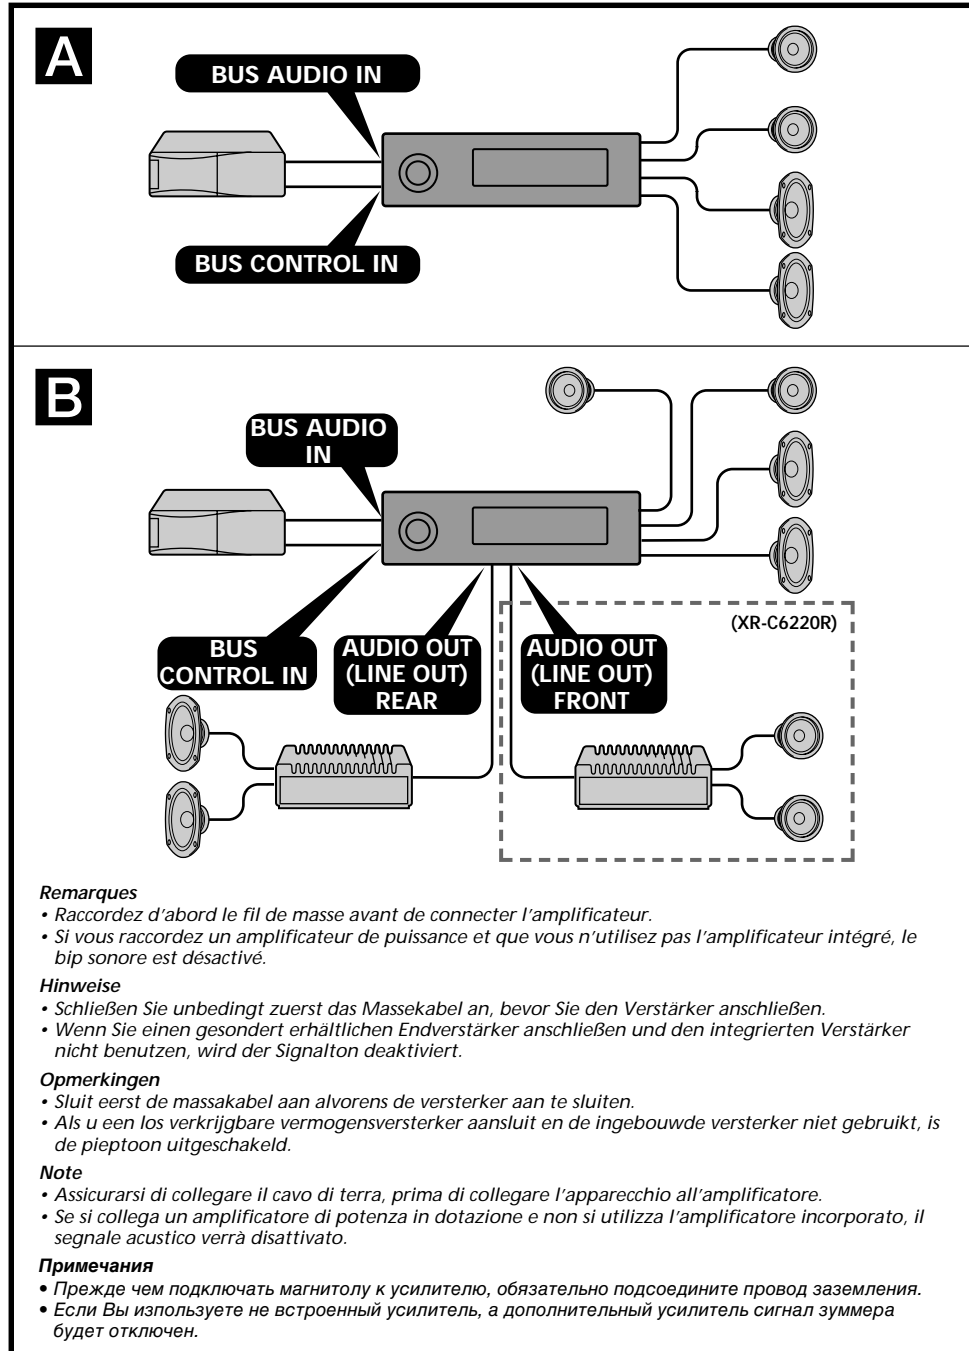 A
BUS AUDIO IN
BUS CONTROL IN
B
BUS AUDIO
IN
BUS
CONTROL IN
AUDIO OUT
(LINE OUT)
REAR
AUDIO OUT
(LINE OUT)
FRONT
(XR-C6220R)
Remarques
• Raccordez d'abord le fil de masse avant de connecter l'amplificateur.
• Si vous raccordez un amplificateur de puissance et que vous n'utilisez pas l'amplificateur intégré, le
bip sonore est désactivé.
Hinweise
• Schließen Sie unbedingt zuerst das Massekabel an, bevor Sie den Verstärker anschließen.
• Wenn Sie einen gesondert erhältlichen Endverstärker anschließen und den integrierten Verstärker
nicht benutzen, wird der Signalton deaktiviert.
Opmerkingen
• Sluit eerst de massakabel aan alvorens de versterker aan te sluiten.
• Als u een los verkrijgbare vermogensversterker aansluit en de ingebouwde versterker niet gebruikt, is
de pieptoon uitgeschakeld.
Note
• Assicurarsi di collegare il cavo di terra, prima di collegare l'apparecchio all'amplificatore.
• Se si collega un amplificatore di potenza in dotazione e non si utilizza l'amplificatore incorporato, il
segnale acustico verrà disattivato.
Примечания
• Прежде чем подключать магнитолу к усилителю, обязательно подсоедините провод заземления.
• Если Вы изпользуете не встроенный усилитель, а дополнительный усилитель сигнал зуммера
будет отключен.